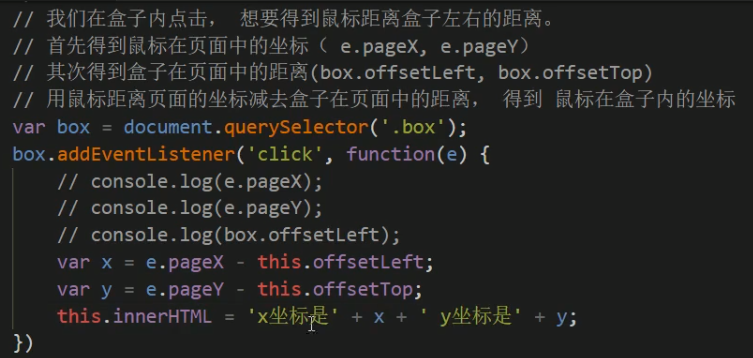 // 我们在盒子内点击， 想要得到鼠标距离盒子左右的距离。
// 首先得到鼠标在页面中的坐标（ e.pageX, e.pageY）
// 其次得到盒子在页面中的距离(box.offsetLeft, box.offsetTop)
// 用鼠标距离页面的坐标减去盒子在页面中的距离， 得到 鼠标在盒子内的坐标
var box = document.querySelector('.box');
box.addEventListener('click', function(e) {
    // console.log(e.pageX);
    // console.log(e.pageY);
    // console.log(box.offsetLeft);
    var x = e.pageX - this.offsetLeft;
    var y = e.pageY - this.offsetTop;
    this.innerHTML = 'x坐标是' + x + ' y坐标是' + y;
})